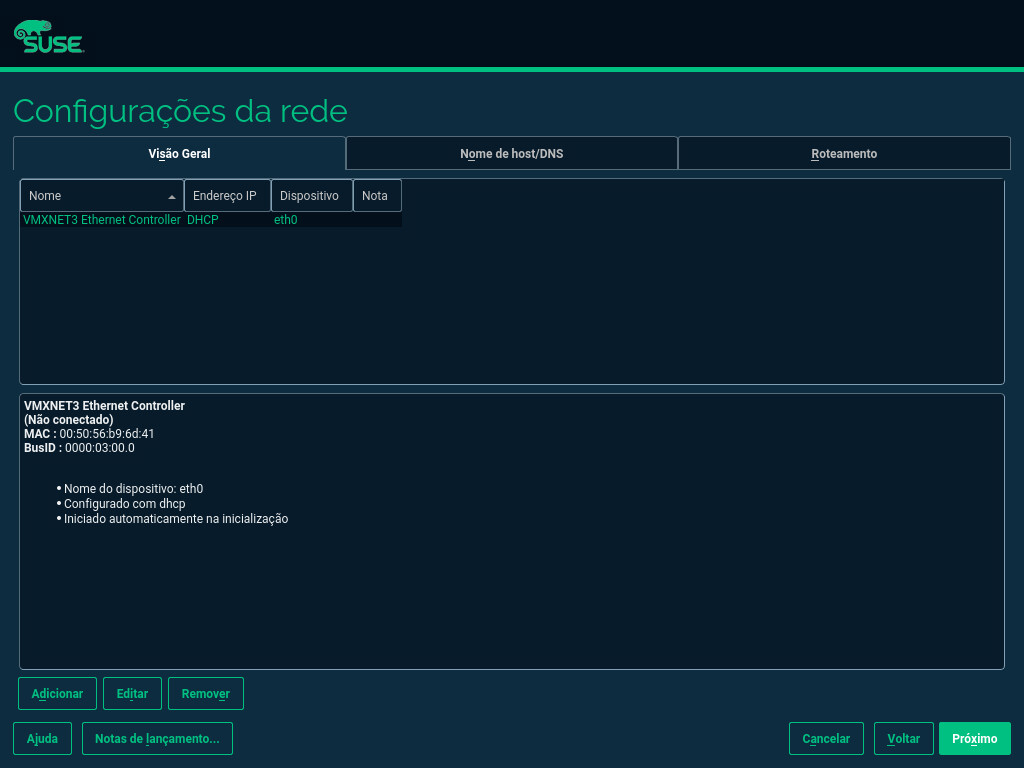 SUSE
Configurações da rede
Visão Geral
Nome de host/DNS
Roteamento
Nome
Endereço IP
Dispositivo
Nota
VMXNET3 Ethernet Controller DHCP eth0
VMXNET3 Ethernet Controller
(Não conectado)
MAC : 00:50:56:b9:6d:41
BusID : 0000:03:00.0
• Nome do dispositivo: eth0
• Configurado com dhcp
• Iniciado automaticamente na inicialização
Adicionar
Editar
Remover
Ajuda
Notas de lançamento...
Cancelar
Voltar
Próximo